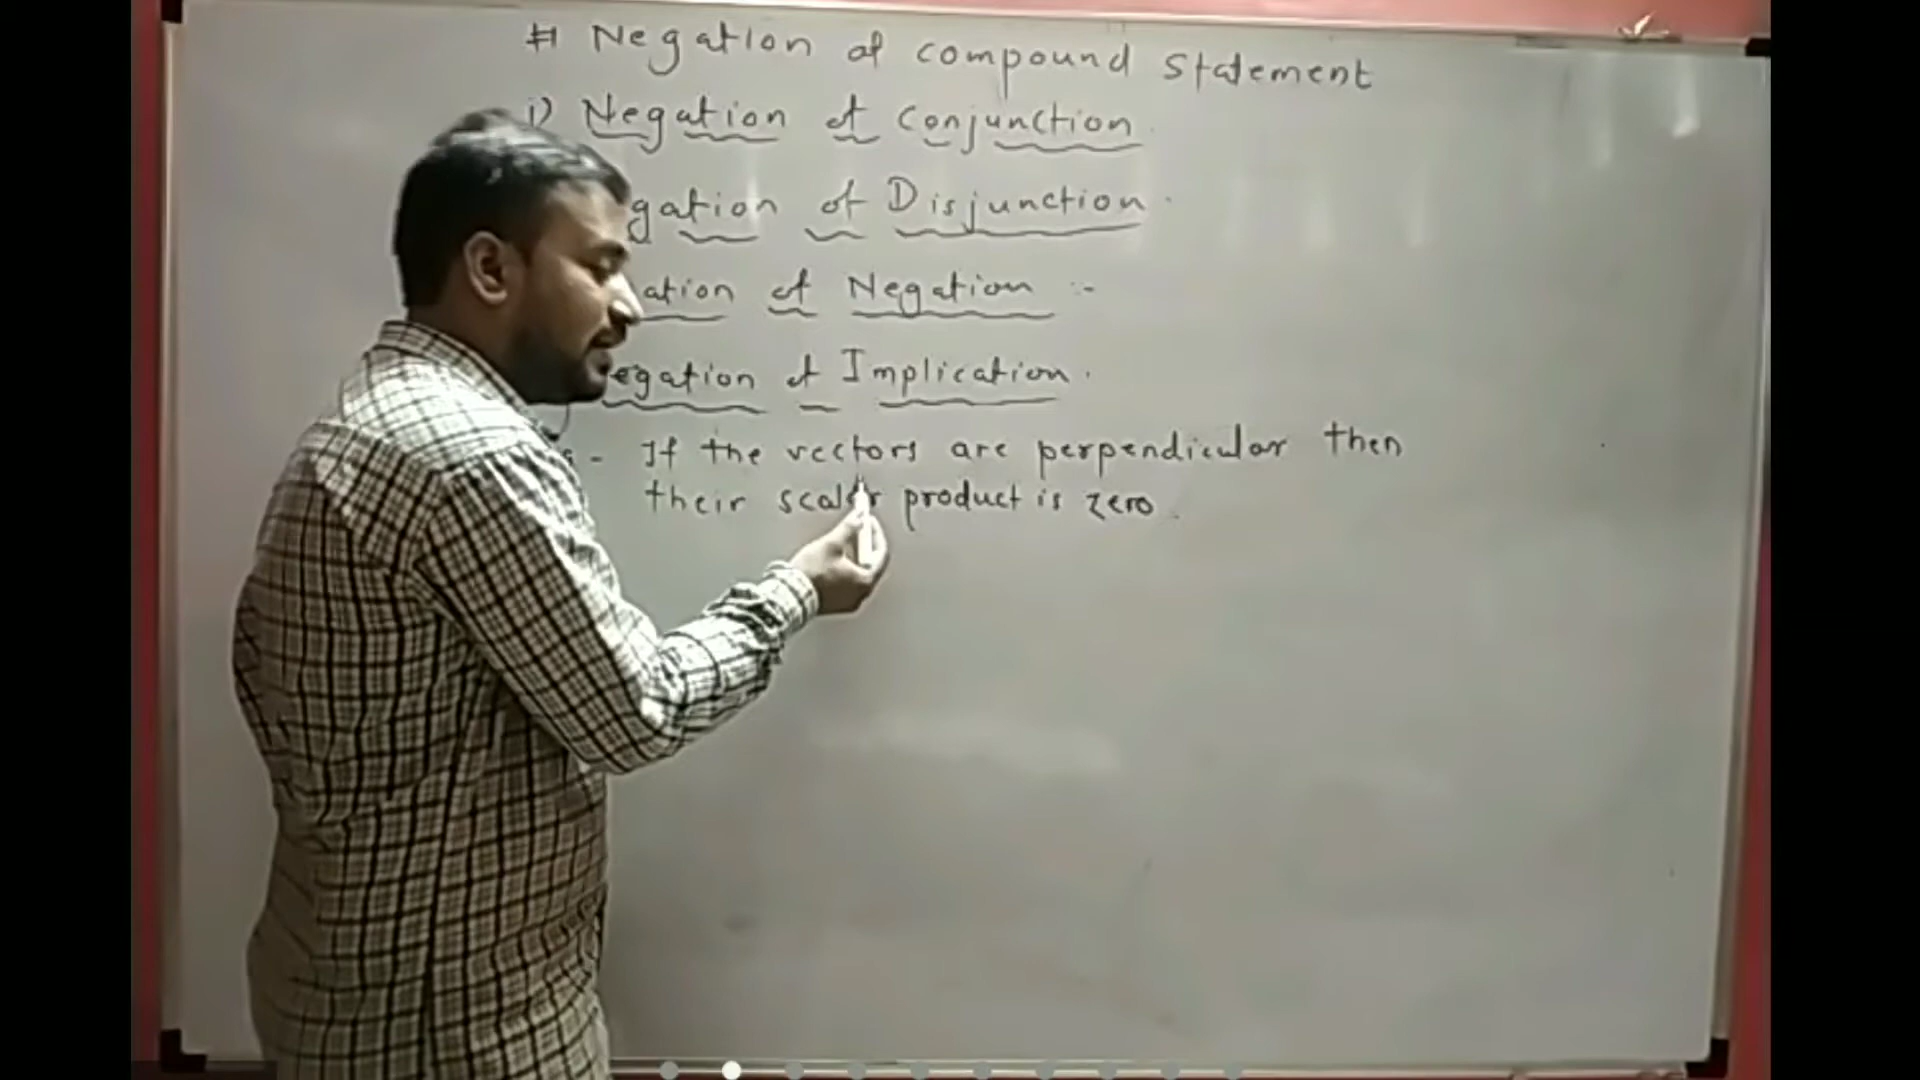 # Negation of compound statement
i) Negation of conjunction.
gation of Disjunction.
ation of Negation :-
egation of Implication.
- If the vectors are perpendicular then
their scalar product is zero.